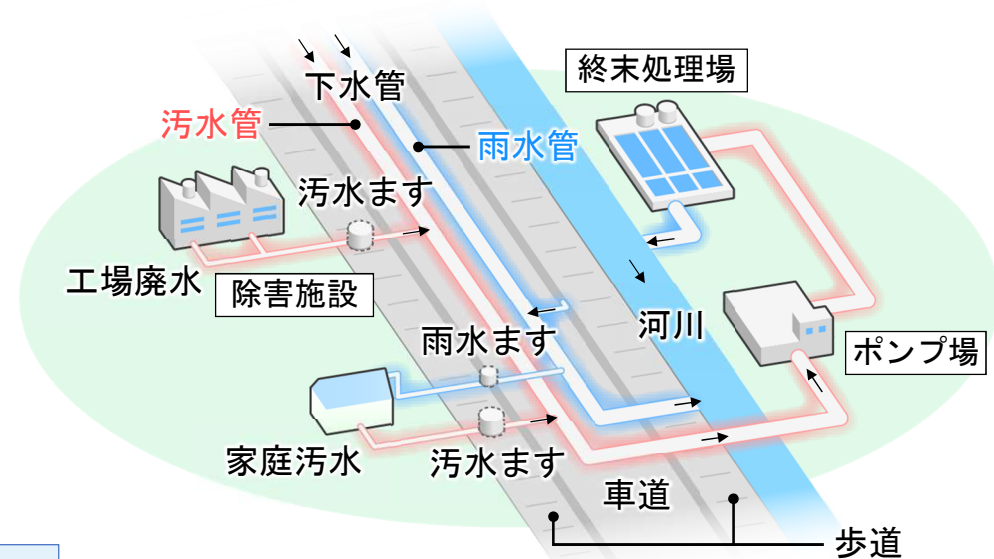 終末処理場
下水管
汚水管
雨水管
汚水ます
工場廃水
除害施設
河川
雨水ます
ポンプ場
家庭汚水
汚水ます
車道
歩道